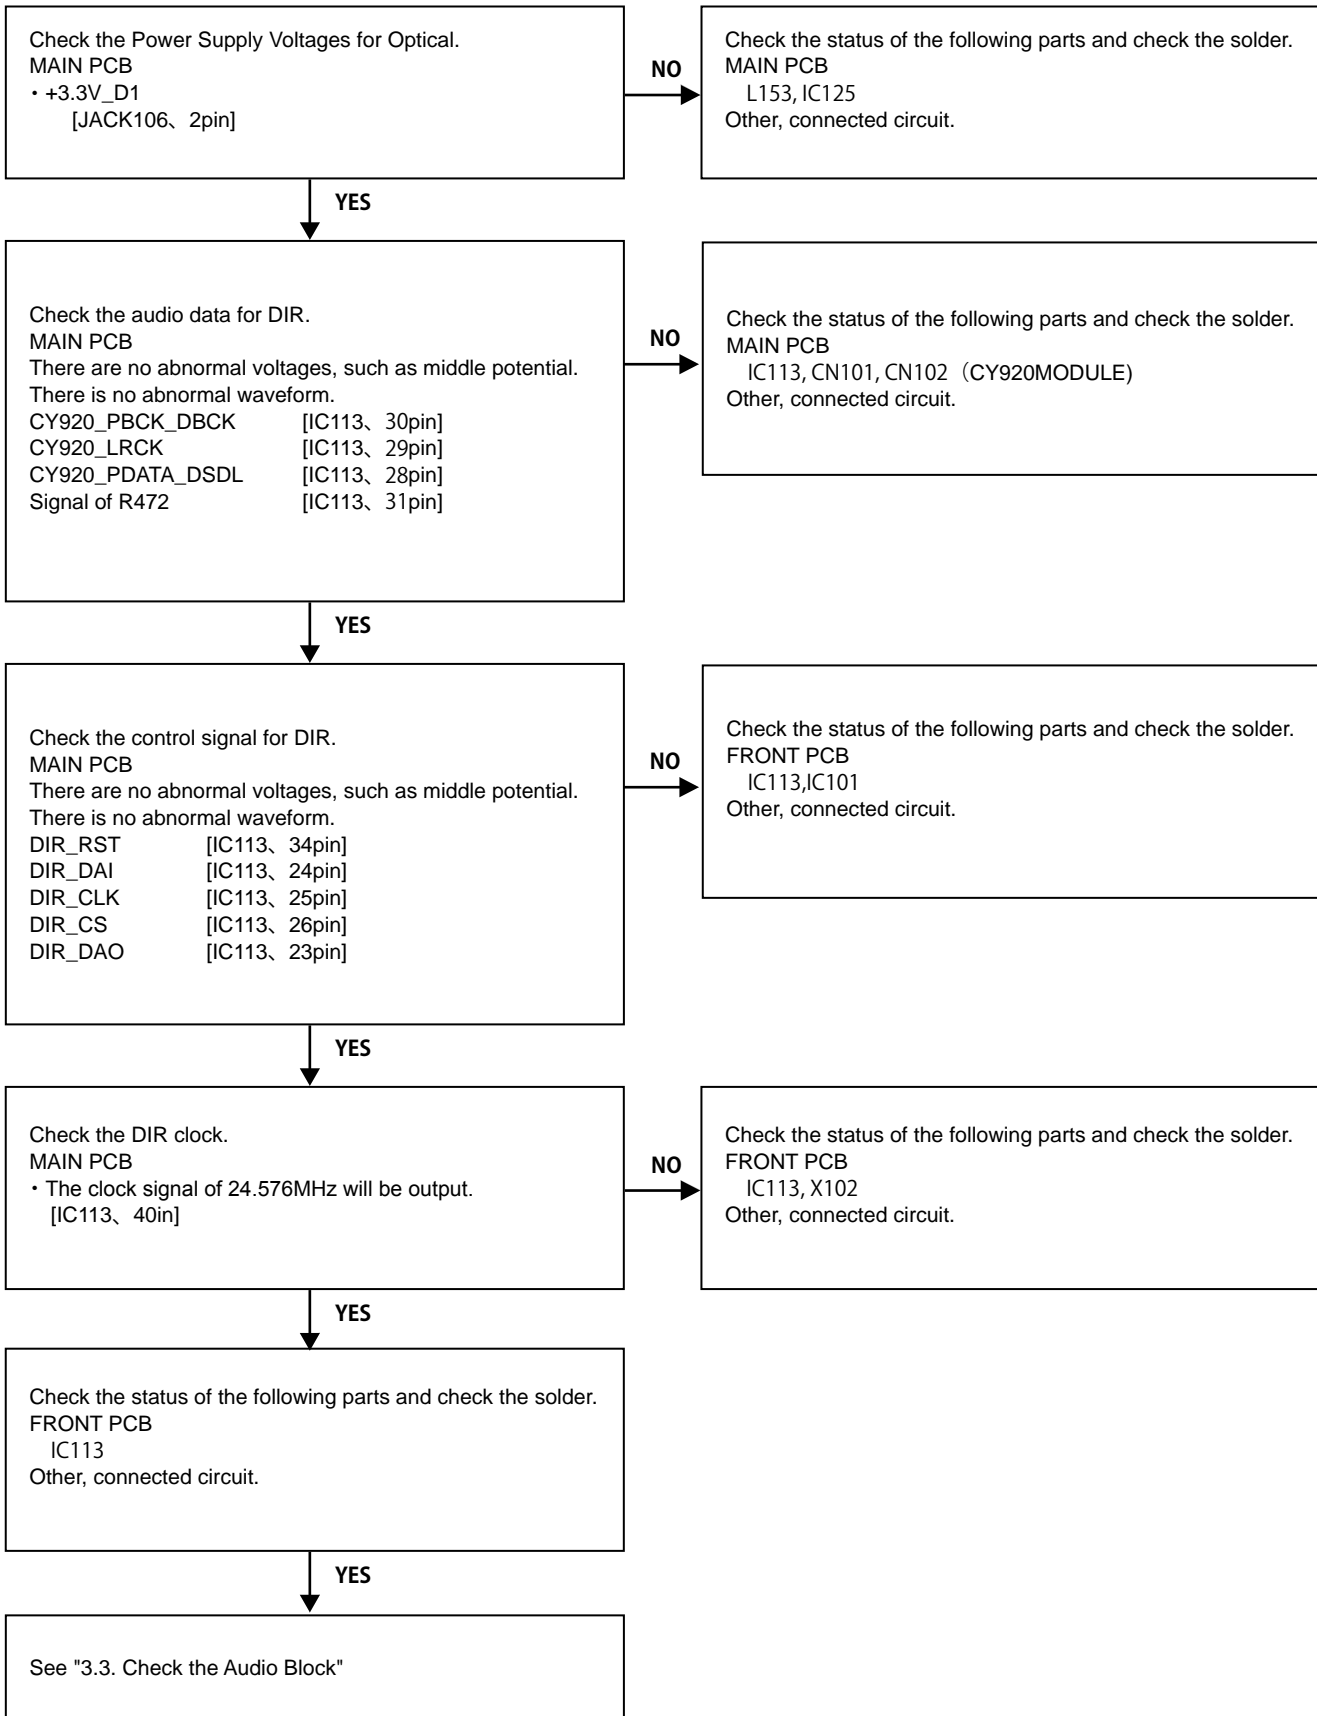 Check the Power Supply Voltages for Optical.
MAIN PCB
・+3.3V_D1
[JACK106、2pin]
NO
Check the status of the following parts and check the solder.
MAIN PCB
L153, IC125
Other, connected circuit.
YES
Check the audio data for DIR.
MAIN PCB
There are no abnormal voltages, such as middle potential.
There is no abnormal waveform.
CY920_PBCK_DBCK [IC113、30pin]
CY920_LRCK [IC113、29pin]
CY920_PDATA_DSDL [IC113、28pin]
Signal of R472 [IC113、31pin]
NO
Check the status of the following parts and check the solder.
MAIN PCB
IC113, CN101, CN102（CY920MODULE)
Other, connected circuit.
YES
Check the control signal for DIR.
MAIN PCB
There are no abnormal voltages, such as middle potential.
There is no abnormal waveform.
DIR_RST [IC113、34pin]
DIR_DAI [IC113、24pin]
DIR_CLK [IC113、25pin]
DIR_CS [IC113、26pin]
DIR_DAO [IC113、23pin]
NO
Check the status of the following parts and check the solder.
FRONT PCB
IC113,IC101
Other, connected circuit.
YES
Check the DIR clock.
MAIN PCB
・The clock signal of 24.576MHz will be output.
[IC113、40in]
NO
Check the status of the following parts and check the solder.
FRONT PCB
IC113, X102
Other, connected circuit.
YES
Check the status of the following parts and check the solder.
FRONT PCB
IC113
Other, connected circuit.
YES
See "3.3. Check the Audio Block"